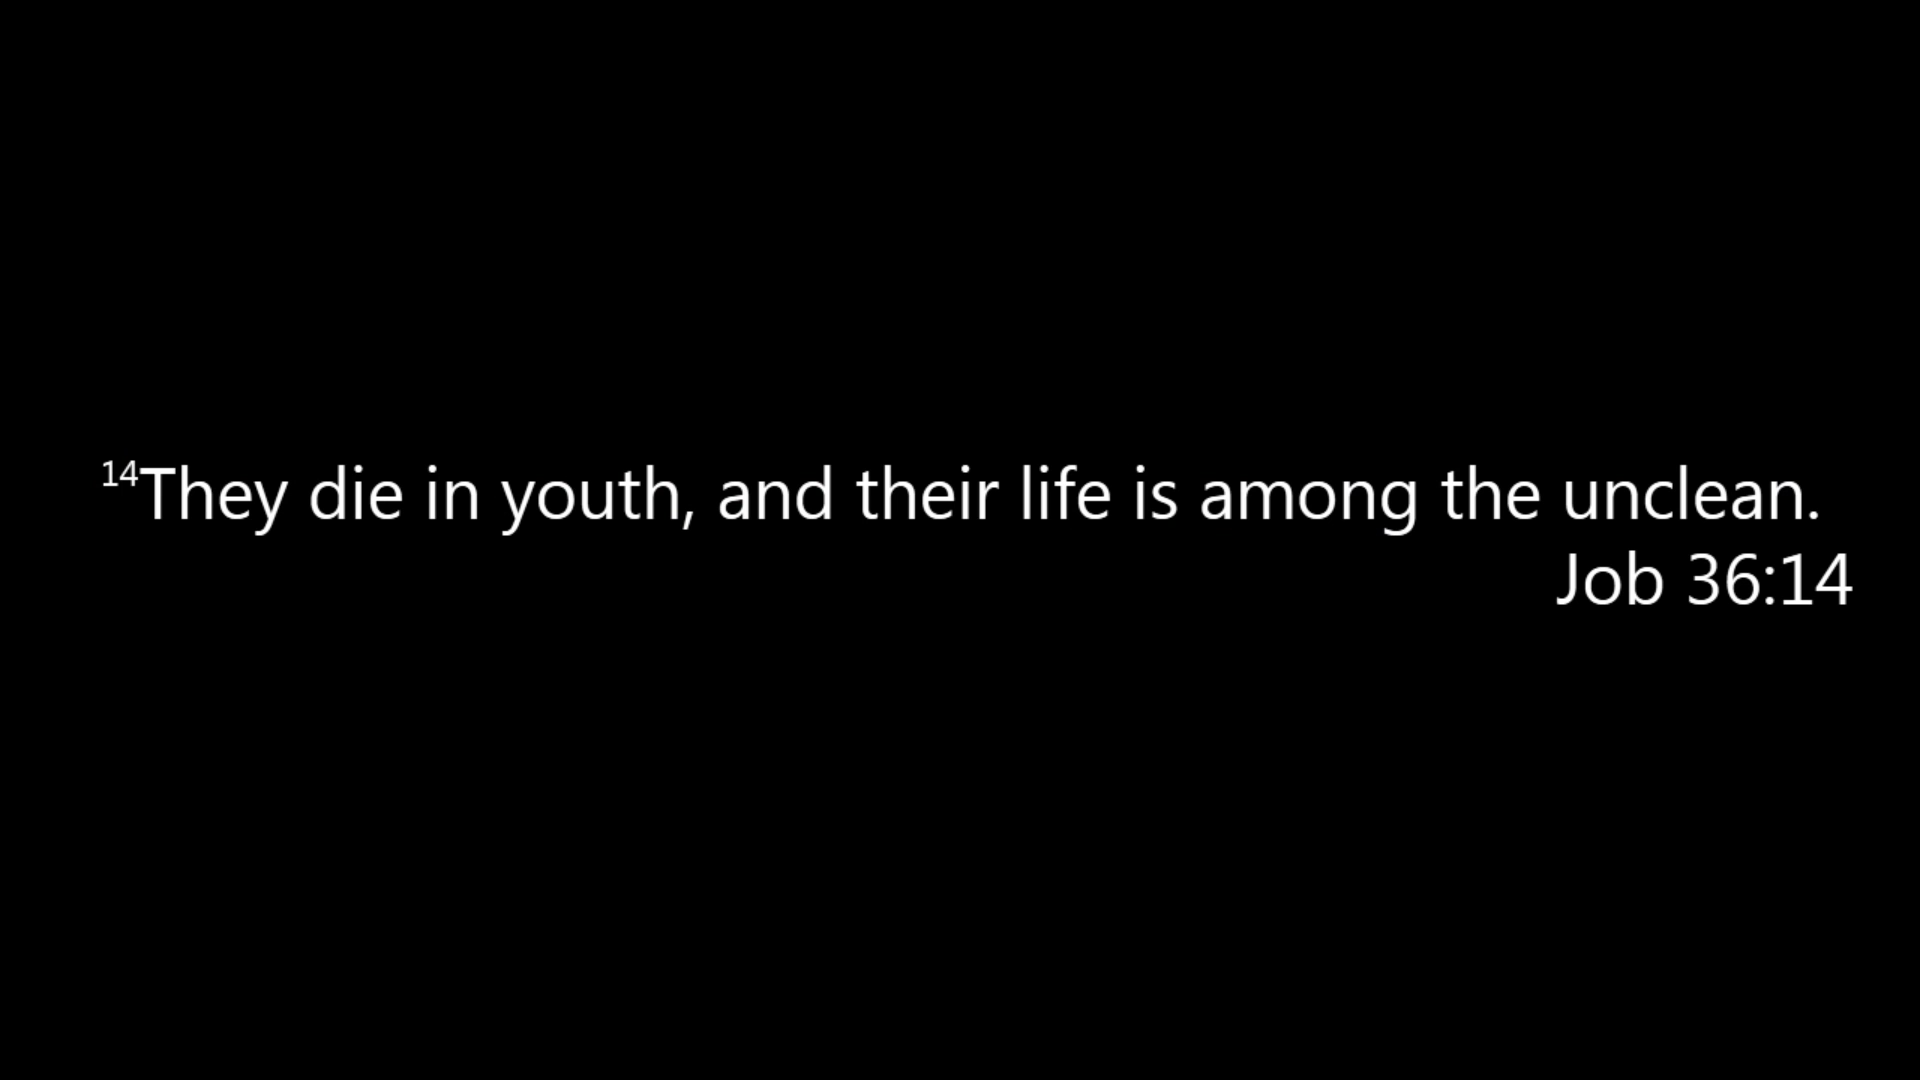 14They die in youth, and their life is among the unclean.
Job 36:14